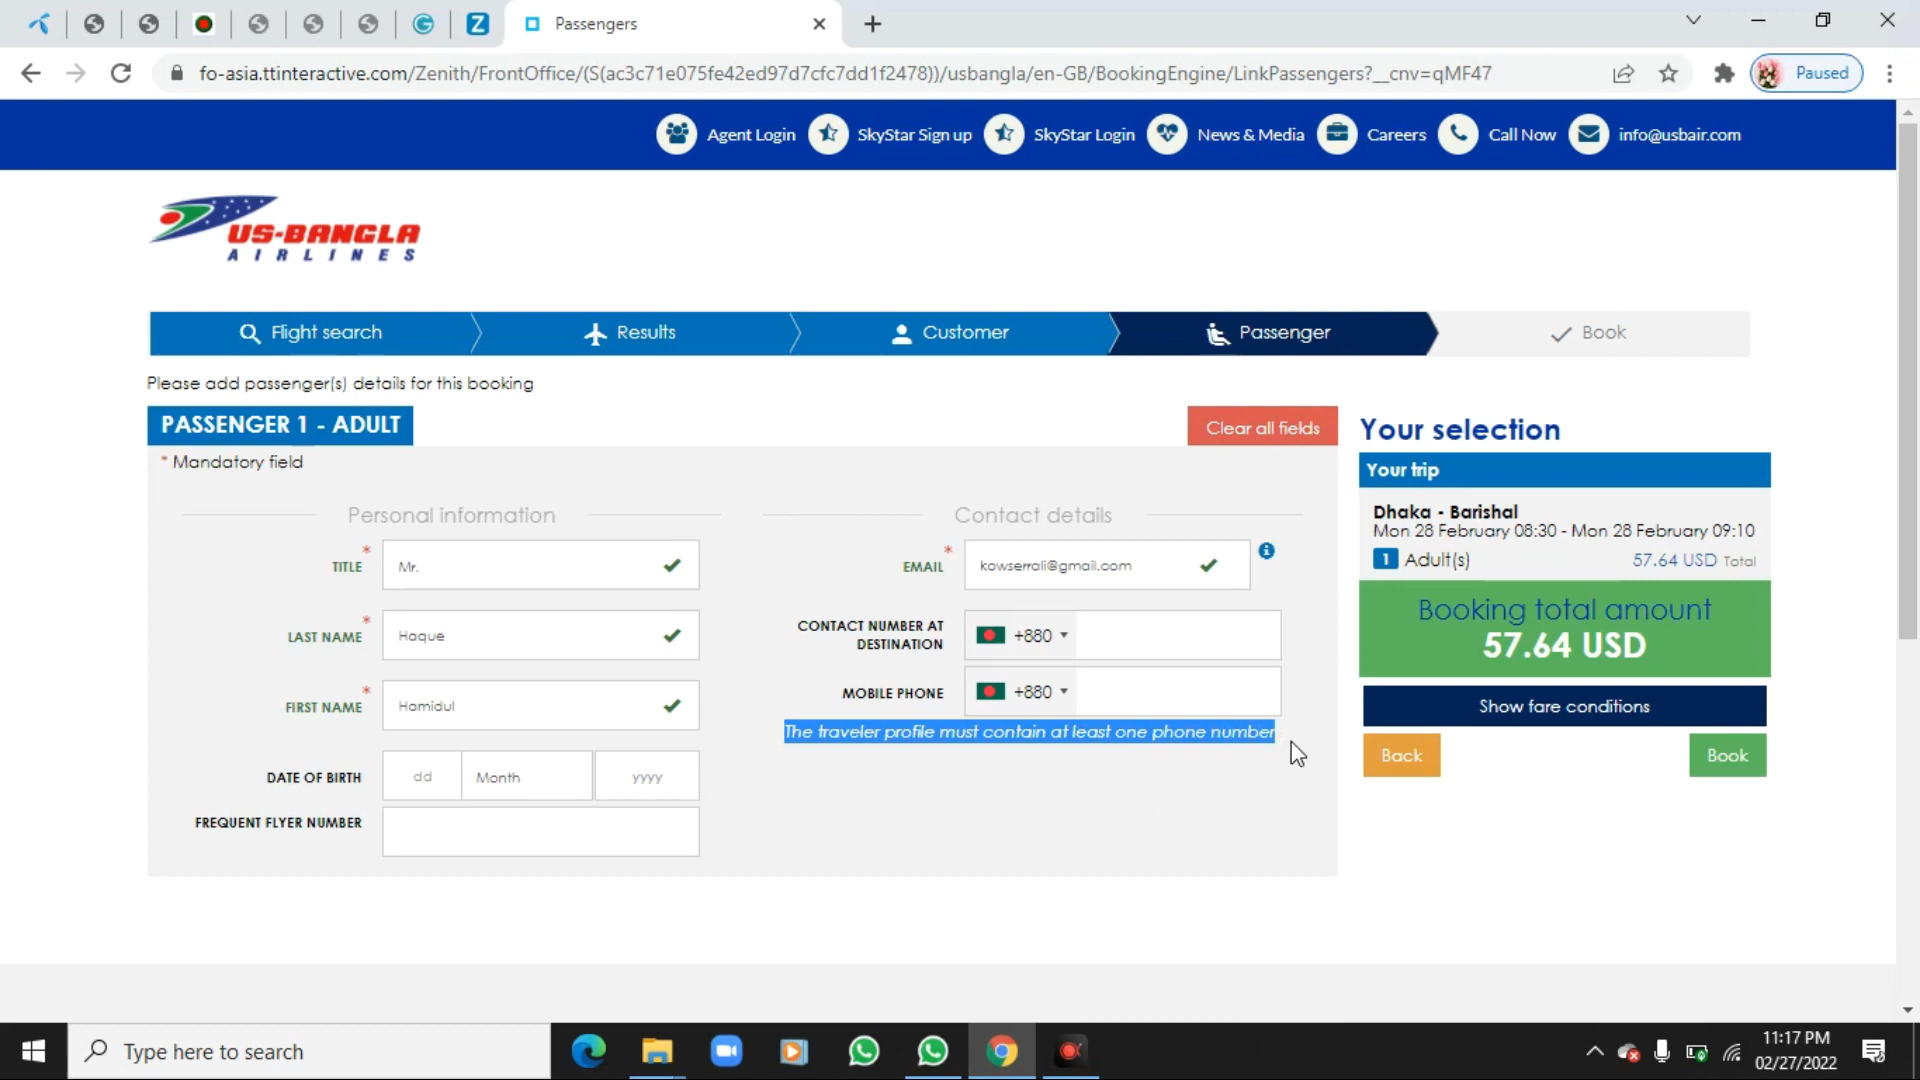 Passengers
fo-asia.ttinteractive.com/Zenith/FrontOffice/(S(ac3c71e075fe42ed97d7cfc7dd1f2478))/usbangla/en-GB/BookingEngine/LinkPassengers?__cnv=qMF47
Paused
Agent Login
SkyStar Sign up
SkyStar Login
News & Media
Careers
Call Now
info@usbair.com
US-BANGLA
AIRLINES
Flight search
Results
Customer
Passenger
Book
Please add passenger(s) details for this booking
PASSENGER 1 - ADULT
Clear all fields
* Mandatory field
Personal information
* TITLE
Mr.
* LAST NAME
Haque
* FIRST NAME
Hamidul
DATE OF BIRTH
dd
Month
yyyy
FREQUENT FLYER NUMBER
Contact details
* EMAIL
kowserrali@gmail.com
CONTACT NUMBER AT
DESTINATION
+880
MOBILE PHONE
+880
The traveler profile must contain at least one phone number
Your selection
Your trip
Dhaka - Barishal
Mon 28 February 08:30 - Mon 28 February 09:10
1 Adult(s)
57.64 USD Total
Booking total amount
57.64 USD
Show fare conditions
Back
Book
Type here to search
11:17 PM
02/27/2022